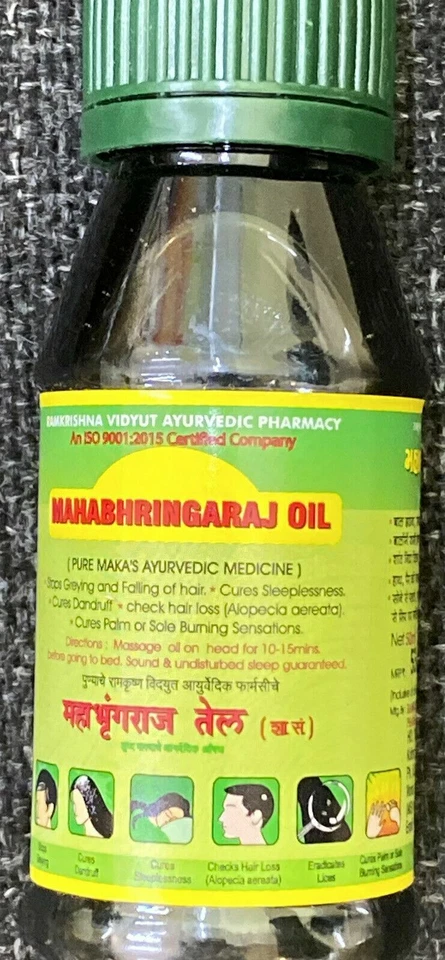 RAMKRISHNA VIDYUT AYURVEDIC PHARMACY
An ISO 9001:2015 Certified Company
MAHABHRINGARAJ OIL
( PURE MAKA'S AYURVEDIC MEDICINE )
Stops Greying and Falling of hair. * Cures Sleeplessness.
*Cures Dandruff * check hair loss (Alopecia aereata).
*Cures Palm or Sole Burning Sensations.
Directions : Massage oil on head for 10-15mins.
before going to bed. Sound & undisturbed sleep guaranteed.
पुण्याचे रामकृष्ण विद्युत आयुर्वेदिक फार्मसीचे
महाभृंगराज तेल (शा सं)
शुद्ध माक्याचे आयुर्वेदिक औषध
Cures
Dandruff
Cures
Sleeplessness
Checks Hair Loss
(Alopecia aereata)
Eradicates
Lices
Cures Palm or Sole
Burning Sensations
Net